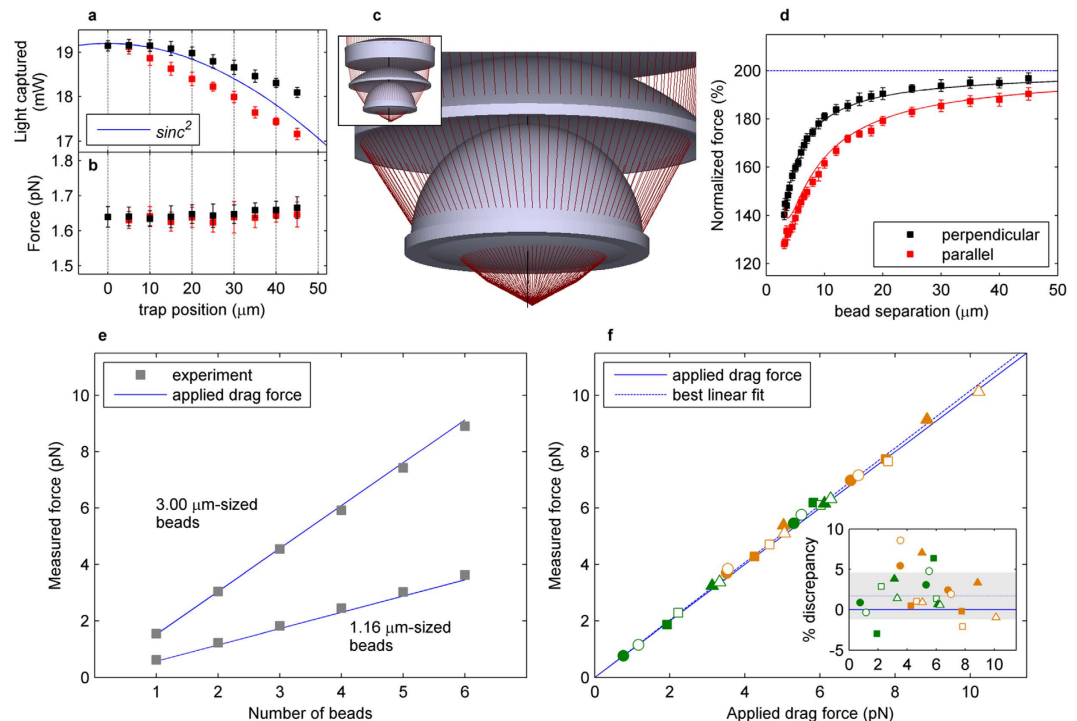 a
Light captured
(mW)
19
18
17
sinc²
b
Force (pN)
1.8
1.7
1.6
1.5
0 10 20 30 40 50
trap position (μm)
c
d
Normalized force (%)
200
180
160
140
120
perpendicular
parallel
0 10 20 30 40 50
bead separation (μm)
e
Measured force (pN)
10
8
6
4
2
0
experiment
applied drag force
3.00 μm-sized
beads
1.16 μm-sized
beads
1 2 3 4 5 6
Number of beads
f
Measured force (pN)
10
8
6
4
2
0
applied drag force
best linear fit
% discrepancy
10
5
0
-5
0 2 4 6 8 10
0 2 4 6 8 10
Applied drag force (pN)